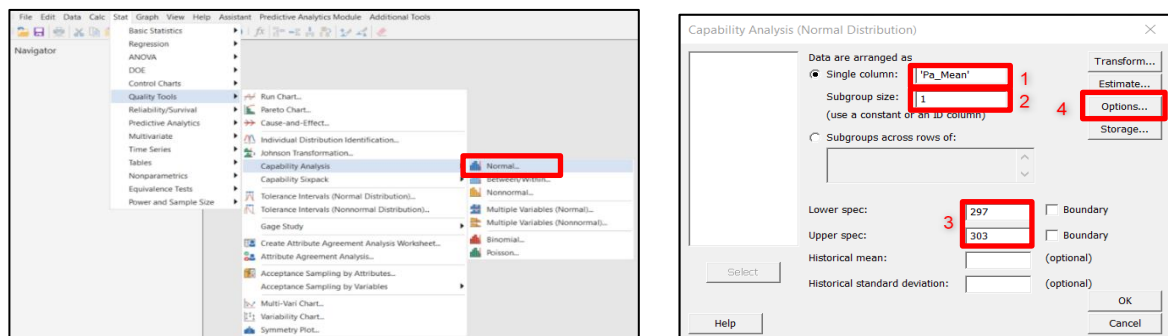 File Edit Data Calc Stat Graph View Help Assistant Predictive Analytics Module Additional Tools
Navigator
Basic Statistics
Regression
ANOVA
DOE
Control Charts
Quality Tools
Reliability/Survival
Predictive Analytics
Multivariate
Time Series
Tables
Nonparametrics
Equivalence Tests
Power and Sample Size
Run Chart...
Pareto Chart...
Cause-and-Effect...
Individual Distribution Identification...
Johnson Transformation...
Capability Analysis
Capability Sixpack
Tolerance Intervals (Normal Distribution)...
Tolerance Intervals (Nonnormal Distribution)...
Gage Study
Create Attribute Agreement Analysis Worksheet...
Attribute Agreement Analysis...
Acceptance Sampling by Attributes...
Acceptance Sampling by Variables
Multi-Vari Chart...
Variability Chart...
Symmetry Plot...
Normal...
Between/Within...
Nonnormal...
Multiple Variables (Normal)...
Multiple Variables (Nonnormal)...
Binomial...
Poisson...
Capability Analysis (Normal Distribution)
Data are arranged as
Single column: 'Pa_Mean' 1
Subgroup size: 1 2
(use a constant or an ID column)
Subgroups across rows of:
Transform...
Estimate...
4 Options...
Storage...
Lower spec: 297 Boundary
3
Upper spec: 303 Boundary
Historical mean: (optional)
Historical standard deviation: (optional)
Select
OK
Help Cancel